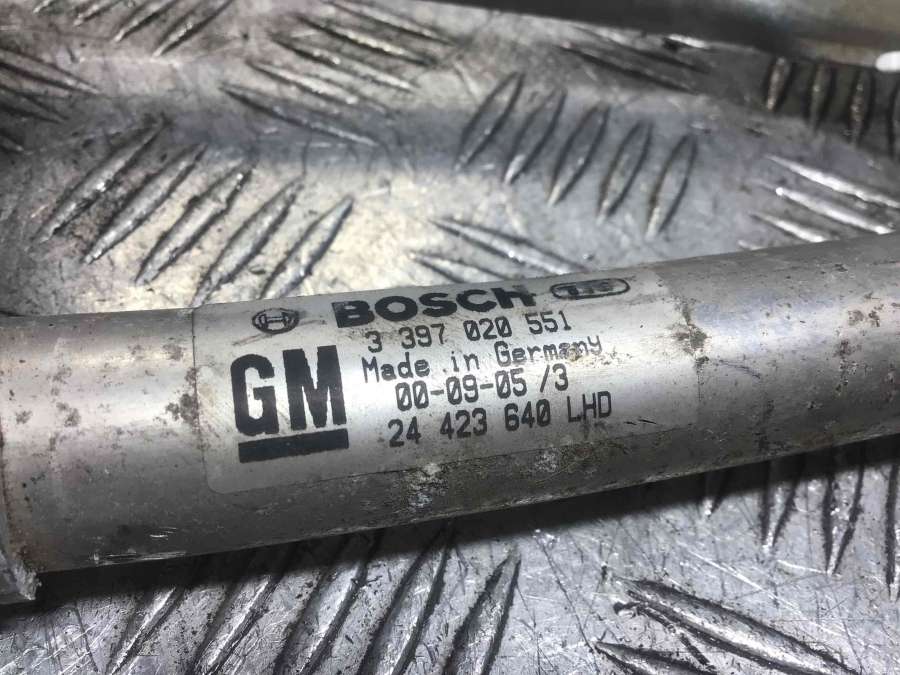 BOSCH
3 397 020 551
Made in Germany
00-09-05 /3
GM
24 423 640 LHD